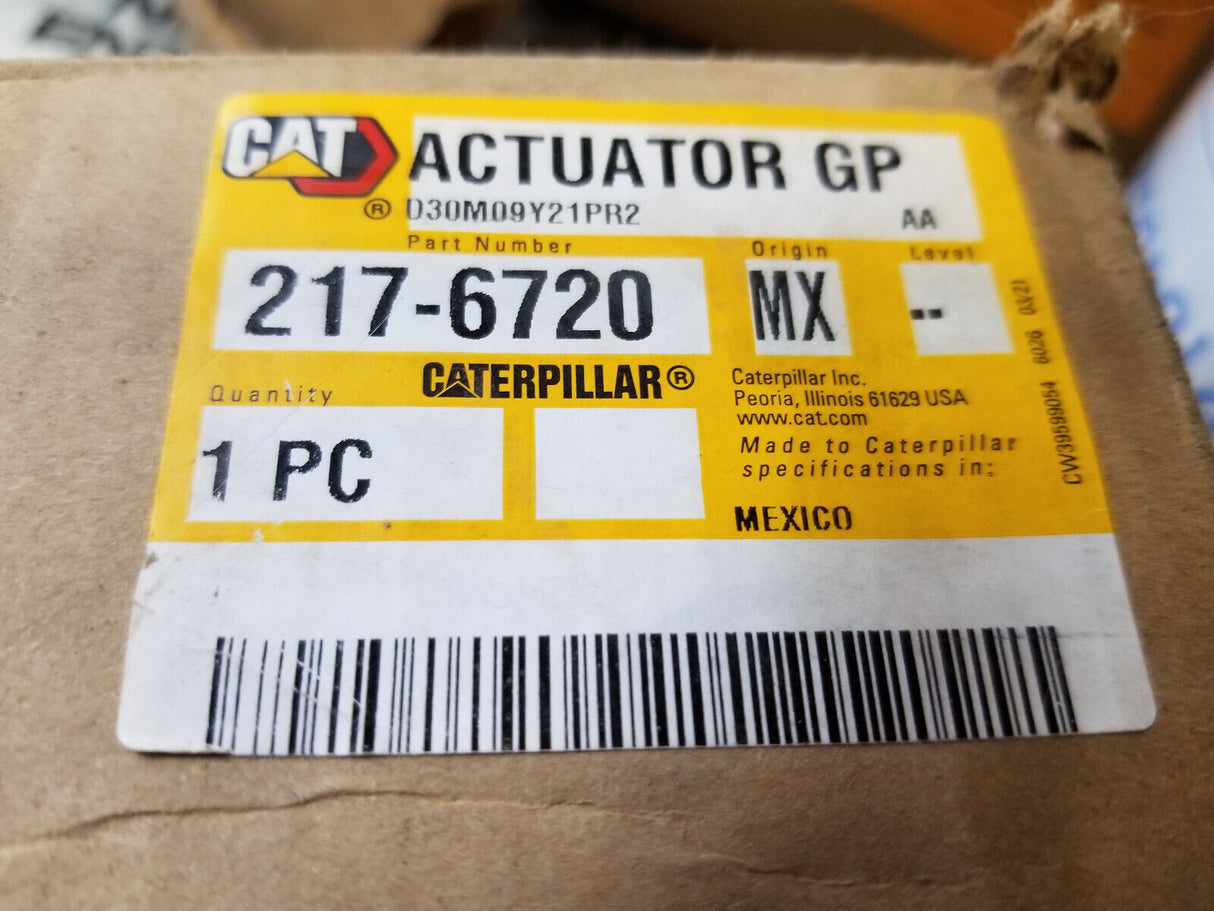 CAT
ACTUATOR GP
® D30M09Y21PR2 AA
Part Number Origin Level
217-6720 MX --
Quantity CATERPILLAR®
1 PC
Caterpillar Inc.
Peoria, Illinois 61629 USA
www.cat.com
Made to Caterpillar
specifications in:
MEXICO
CW39599054 6026 03/21